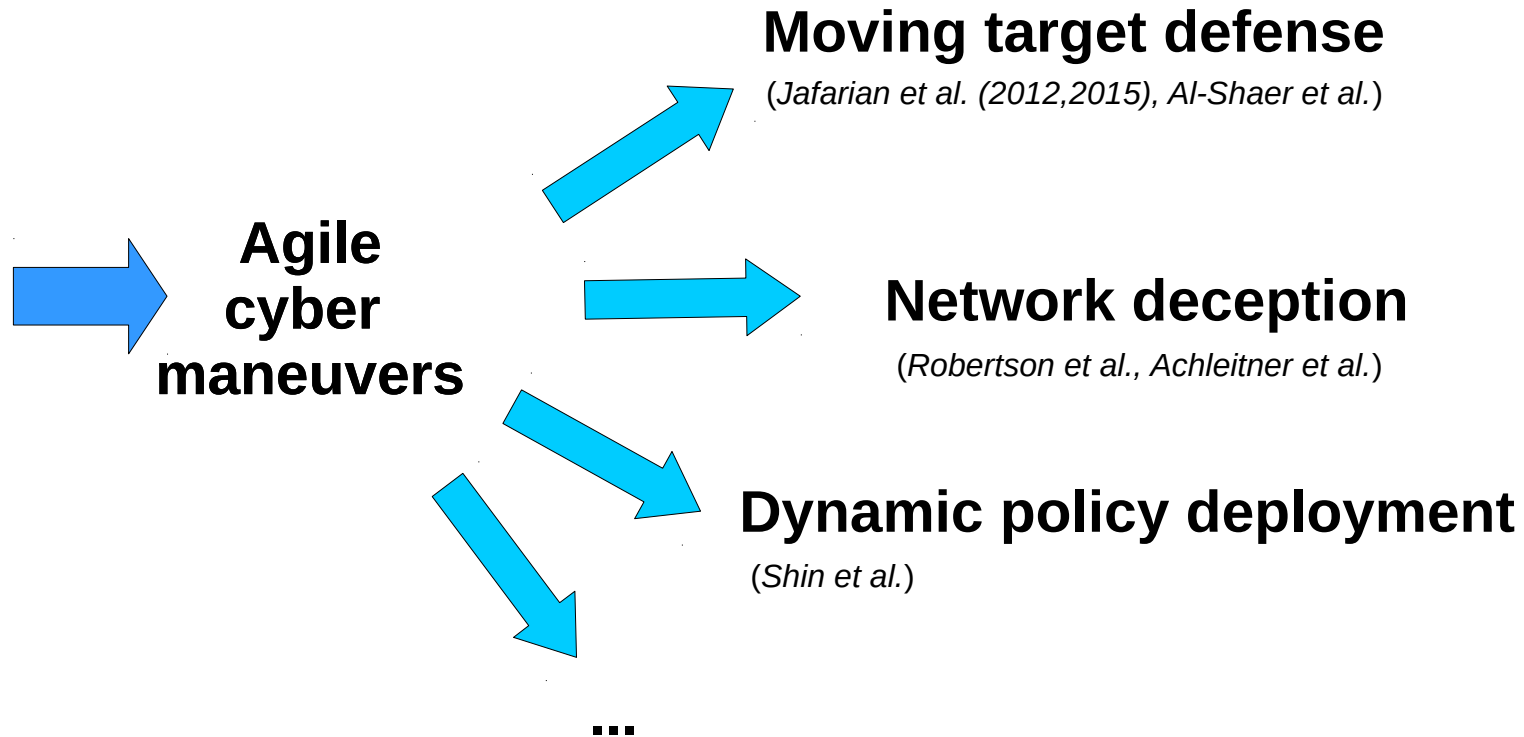 Moving target defense
(Jafarian et al. (2012,2015), Al-Shaer et al.)
Agile
cyber
maneuvers
Network deception
(Robertson et al., Achleitner et al.)
Dynamic policy deployment
(Shin et al.)
...